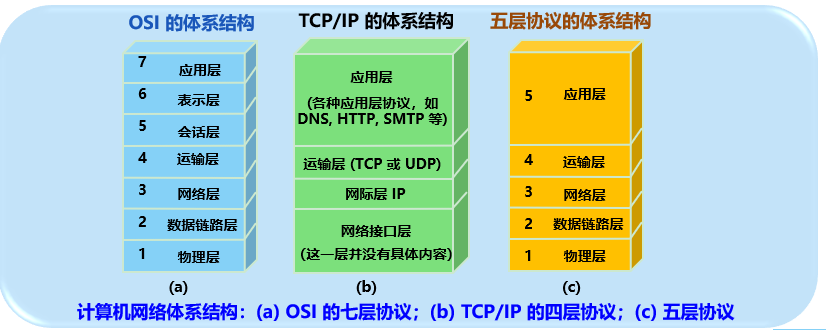 OSI 的体系结构
7 应用层
6 表示层
5 会话层
4 运输层
3 网络层
2 数据链路层
1 物理层
(a)
TCP/IP 的体系结构
应用层
(各种应用层协议，如
DNS, HTTP, SMTP 等)
运输层 (TCP 或 UDP)
网际层 IP
网络接口层
(这一层并没有具体内容)
(b)
五层协议的体系结构
5 应用层
4 运输层
3 网络层
2 数据链路层
1 物理层
(c)
计算机网络体系结构：(a) OSI 的七层协议；(b) TCP/IP 的四层协议；(c) 五层协议